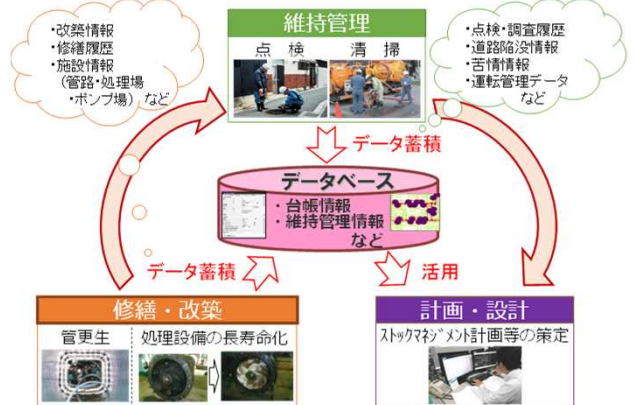 ・改築情報
・修繕履歴
・施設情報
（管路・処理場
・ポンプ場）など
維持管理
点検 清掃
・点検・調査履歴
・道路陥没情報
・苦情情報
・運転管理データ
など
データ蓄積
データベース
・台帳情報
・維持管理情報
など
データ蓄積
活用
修繕・改築
管更生 処理設備の長寿命化
計画・設計
ストックマネジメント計画等の策定